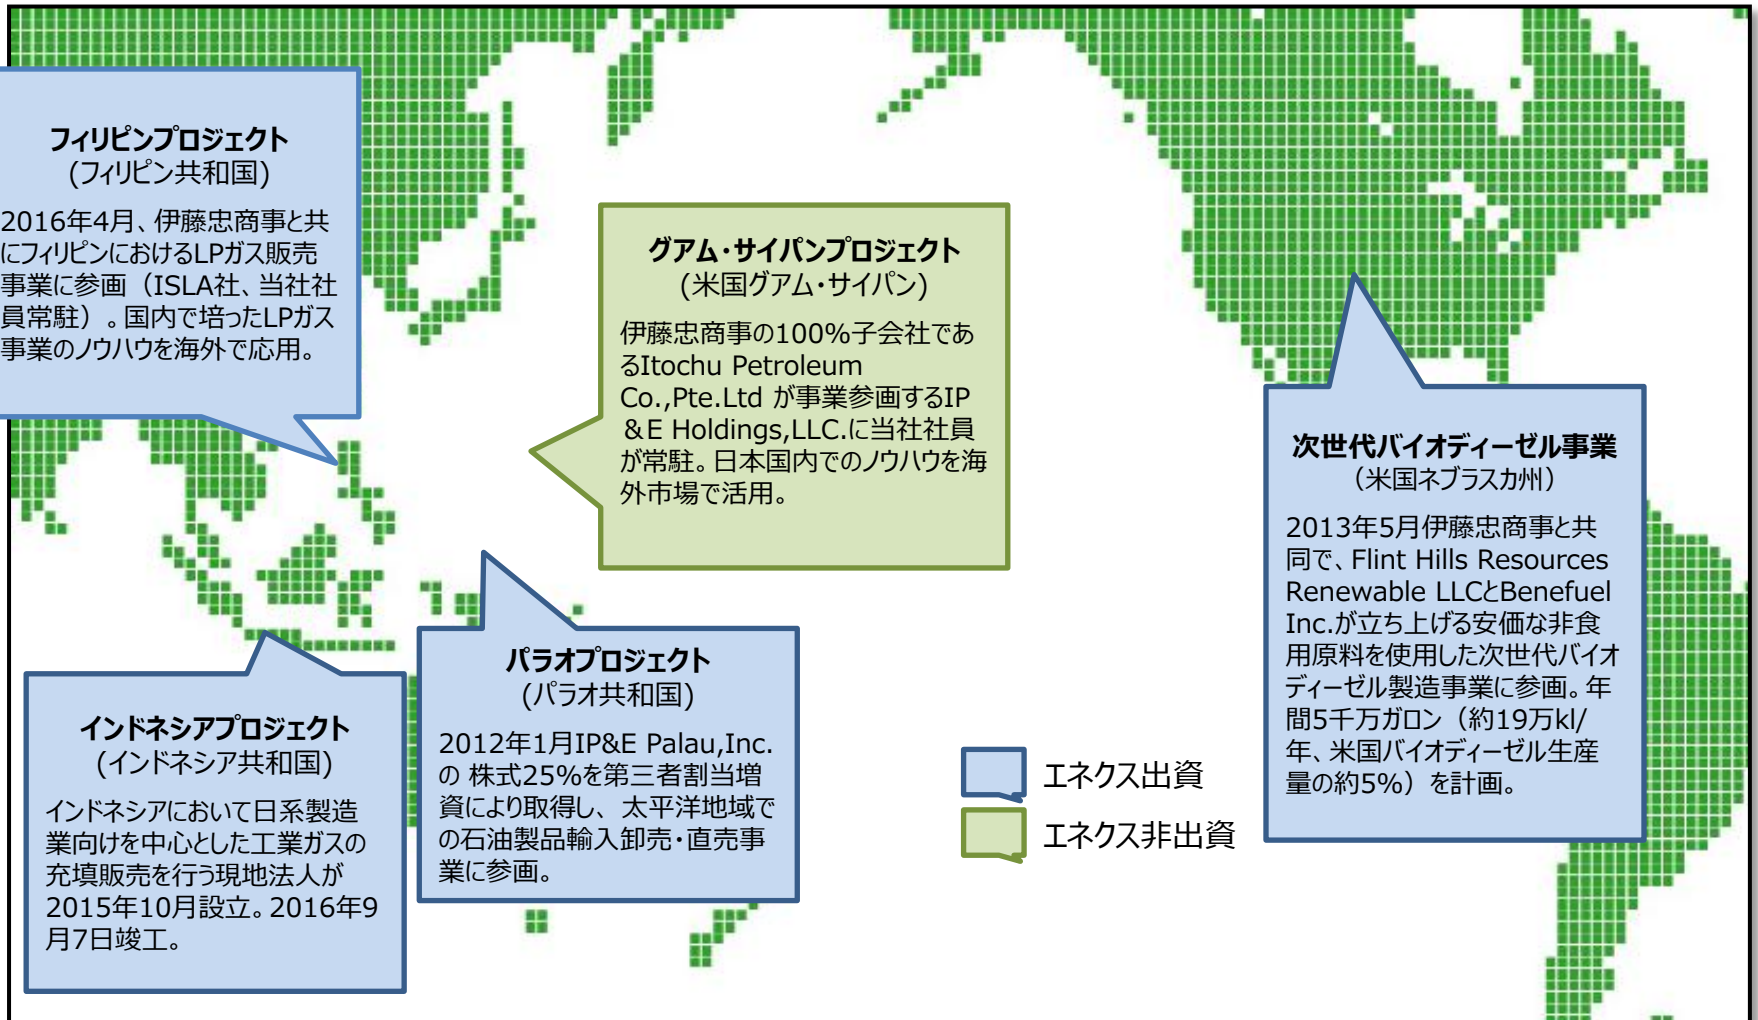 フィリピンプロジェクト
(フィリピン共和国)
2016年4月、伊藤忠商事と共
にフィリピンにおけるLPガス販売
事業に参画（ISLA社、当社社
員常駐）。国内で培ったLPガス
事業のノウハウを海外で応用。
グアム・サイパンプロジェクト
(米国グアム・サイパン)
伊藤忠商事の100%子会社であ
るItochu Petroleum
Co.,Pte.Ltd が事業参画するIP
＆E Holdings,LLC.に当社社員
が常駐。日本国内でのノウハウを海
外市場で活用。
次世代バイオディーゼル事業
（米国ネブラスカ州）
2013年5月伊藤忠商事と共
同で、Flint Hills Resources
Renewable LLCとBenefuel
Inc.が立ち上げる安価な非食
用原料を使用した次世代バイオ
ディーゼル製造事業に参画。年
間5千万ガロン（約19万kl/
年、米国バイオディーゼル生産
量の約5%）を計画。
パラオプロジェクト
(パラオ共和国)
2012年1月IP&E Palau,Inc.
の 株式25%を第三者割当増
資により取得し、太平洋地域で
の石油製品輸入卸売・直売事
業に参画。
インドネシアプロジェクト
(インドネシア共和国)
インドネシアにおいて日系製造
業向けを中心とした工業ガスの
充填販売を行う現地法人が
2015年10月設立。2016年9
月7日竣工。
エネクス出資
エネクス非出資